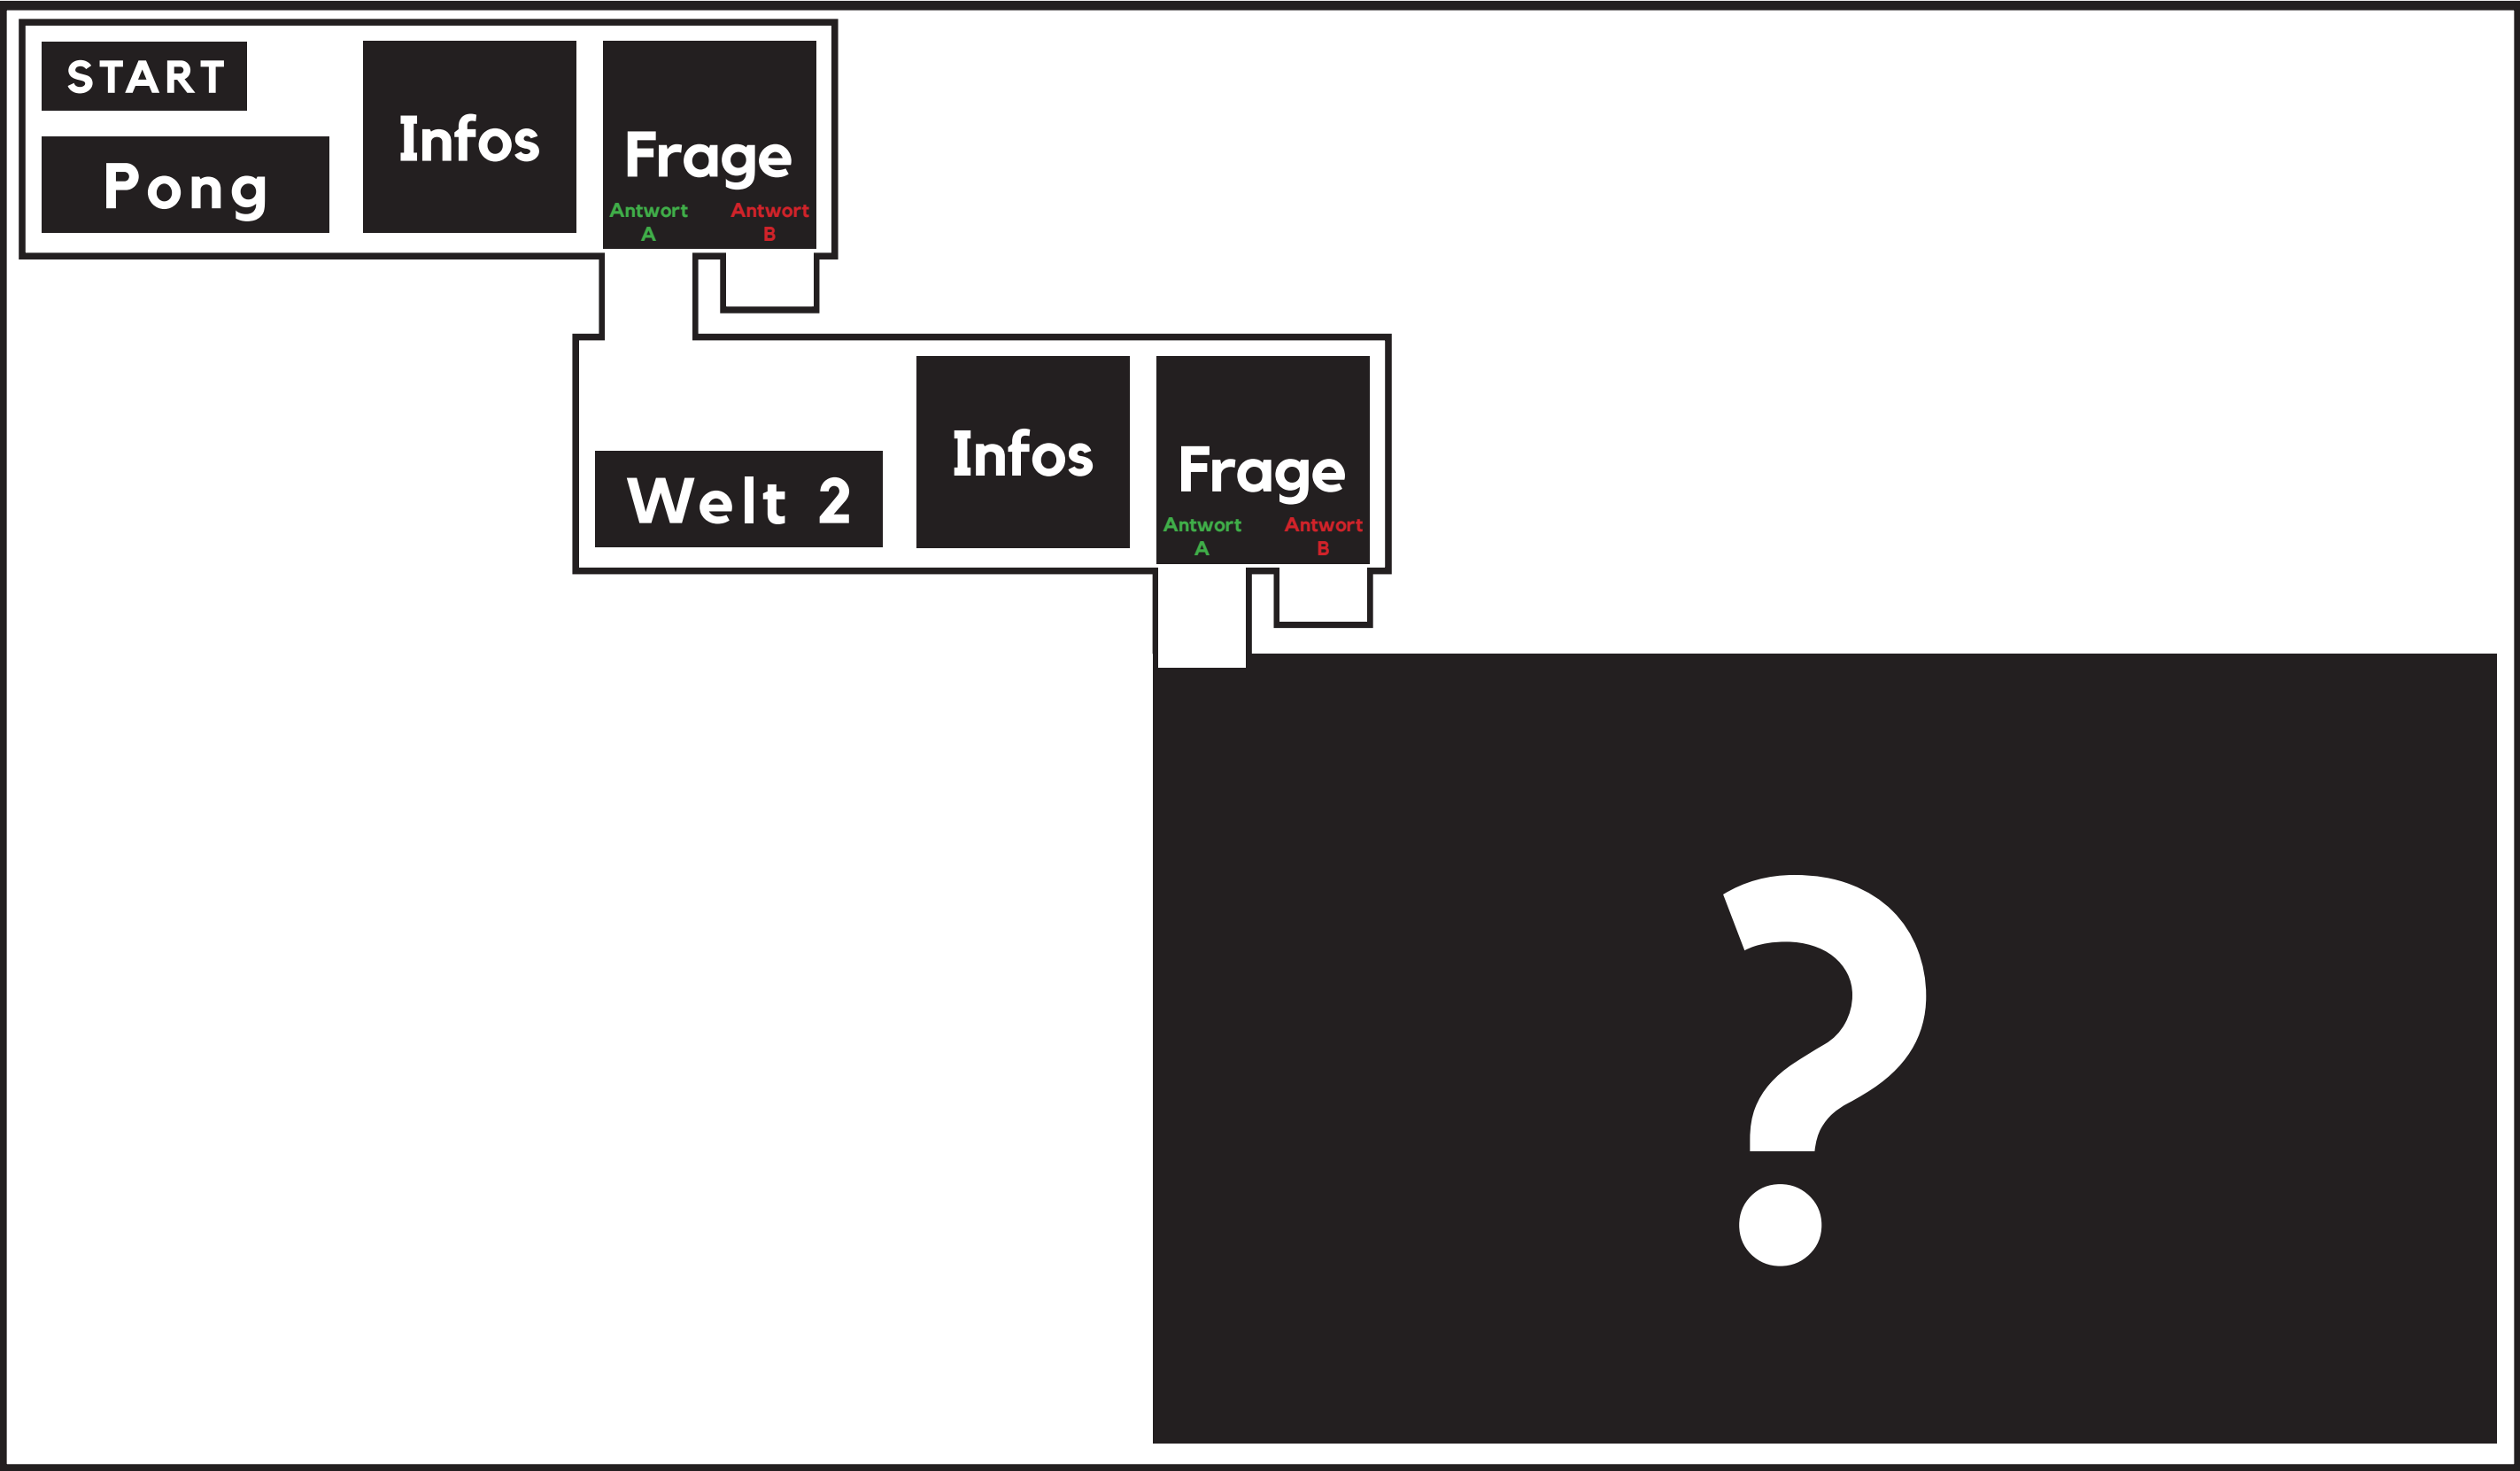 START
Pong
Infos
Frage
Antwort
A
Antwort
B
Welt 2
Infos
Frage
Antwort
A
Antwort
B
?